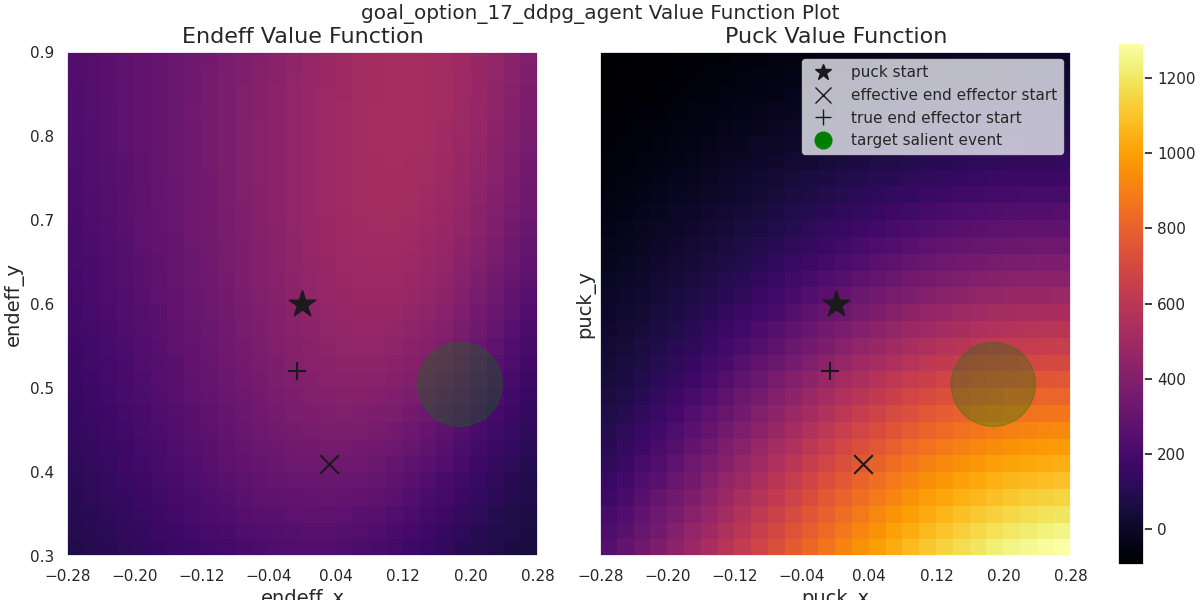 goal_option_17_ddpg_agent Value Function Plot
Endeff Value Function
Puck Value Function
0.9
0.8
0.7
0.6
0.5
0.4
0.3
endeff_y
−0.28 −0.20 −0.12 −0.04 0.04 0.12 0.20 0.28
endeff_x
puck_y
puck start
effective end effector start
true end effector start
target salient event
−0.28 −0.20 −0.12 −0.04 0.04 0.12 0.20 0.28
puck_x
1200
1000
800
600
400
200
0